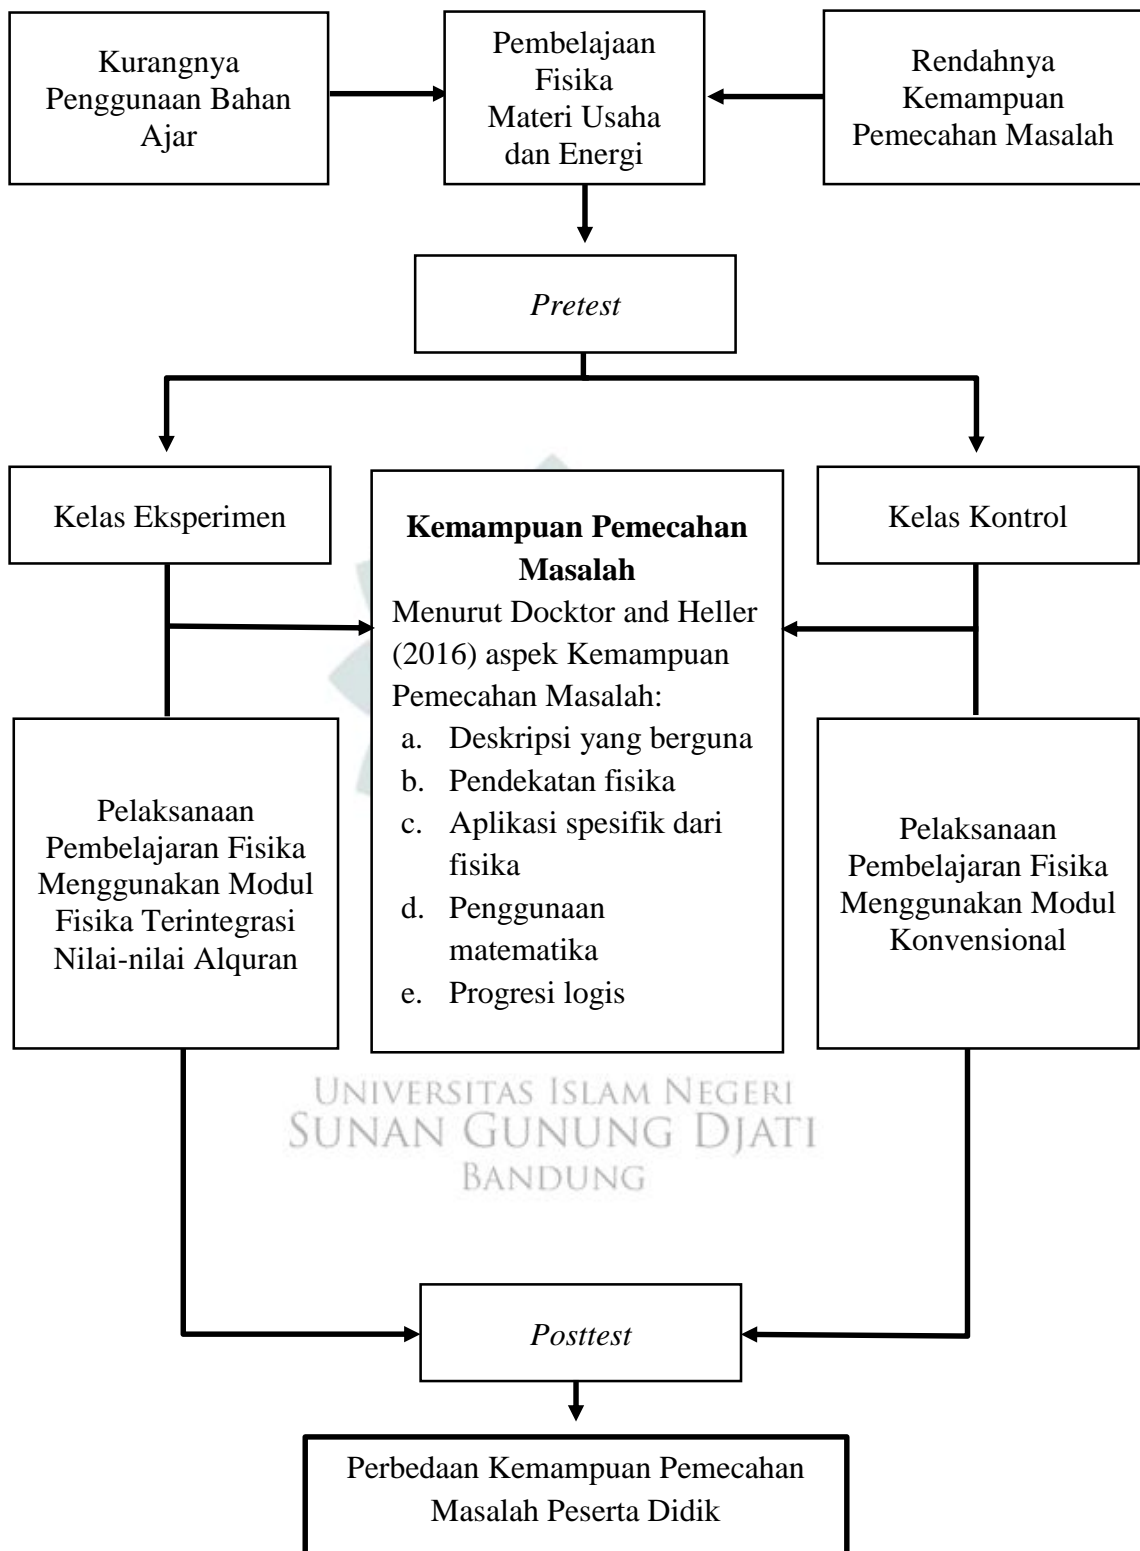 Kurangnya
Penggunaan Bahan
Ajar
Pembelajaan
Fisika
Materi Usaha
dan Energi
Rendahnya
Kemampuan
Pemecahan Masalah
Pretest
Kelas Eksperimen
Kemampuan Pemecahan
Masalah
Menurut Docktor and Heller
(2016) aspek Kemampuan
Pemecahan Masalah:
a. Deskripsi yang berguna
b. Pendekatan fisika
c. Aplikasi spesifik dari
fisika
d. Penggunaan
matematika
e. Progresi logis
Kelas Kontrol
Pelaksanaan
Pembelajaran Fisika
Menggunakan Modul
Fisika Terintegrasi
Nilai-nilai Alquran
Pelaksanaan
Pembelajaran Fisika
Menggunakan Modul
Konvensional
UNIVERSITAS ISLAM NEGERI
SUNAN GUNUNG DJATI
BANDUNG
Posttest
Perbedaan Kemampuan Pemecahan
Masalah Peserta Didik